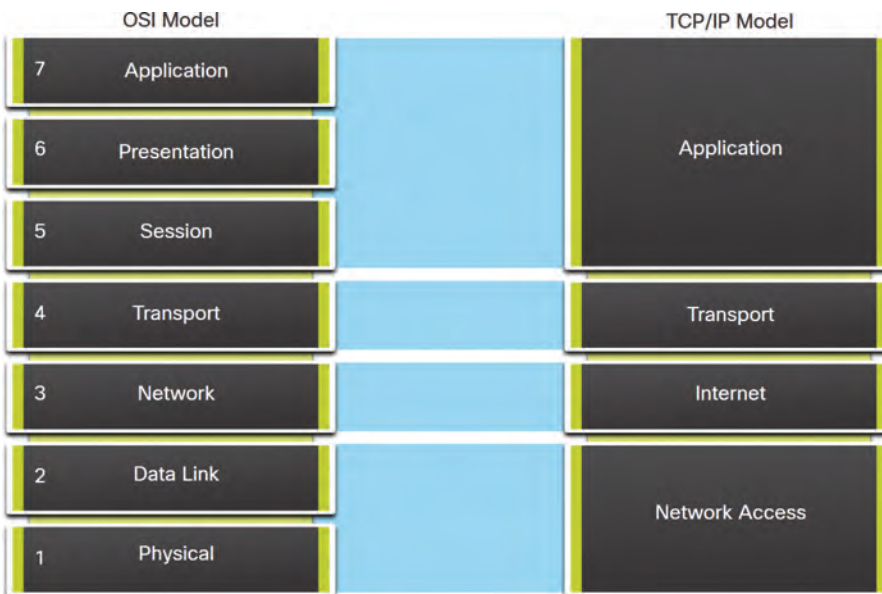 OSI Model
TCP/IP Model
7 Application
6 Presentation
5 Session
Application
4 Transport
Transport
3 Network
Internet
2 Data Link
1 Physical
Network Access